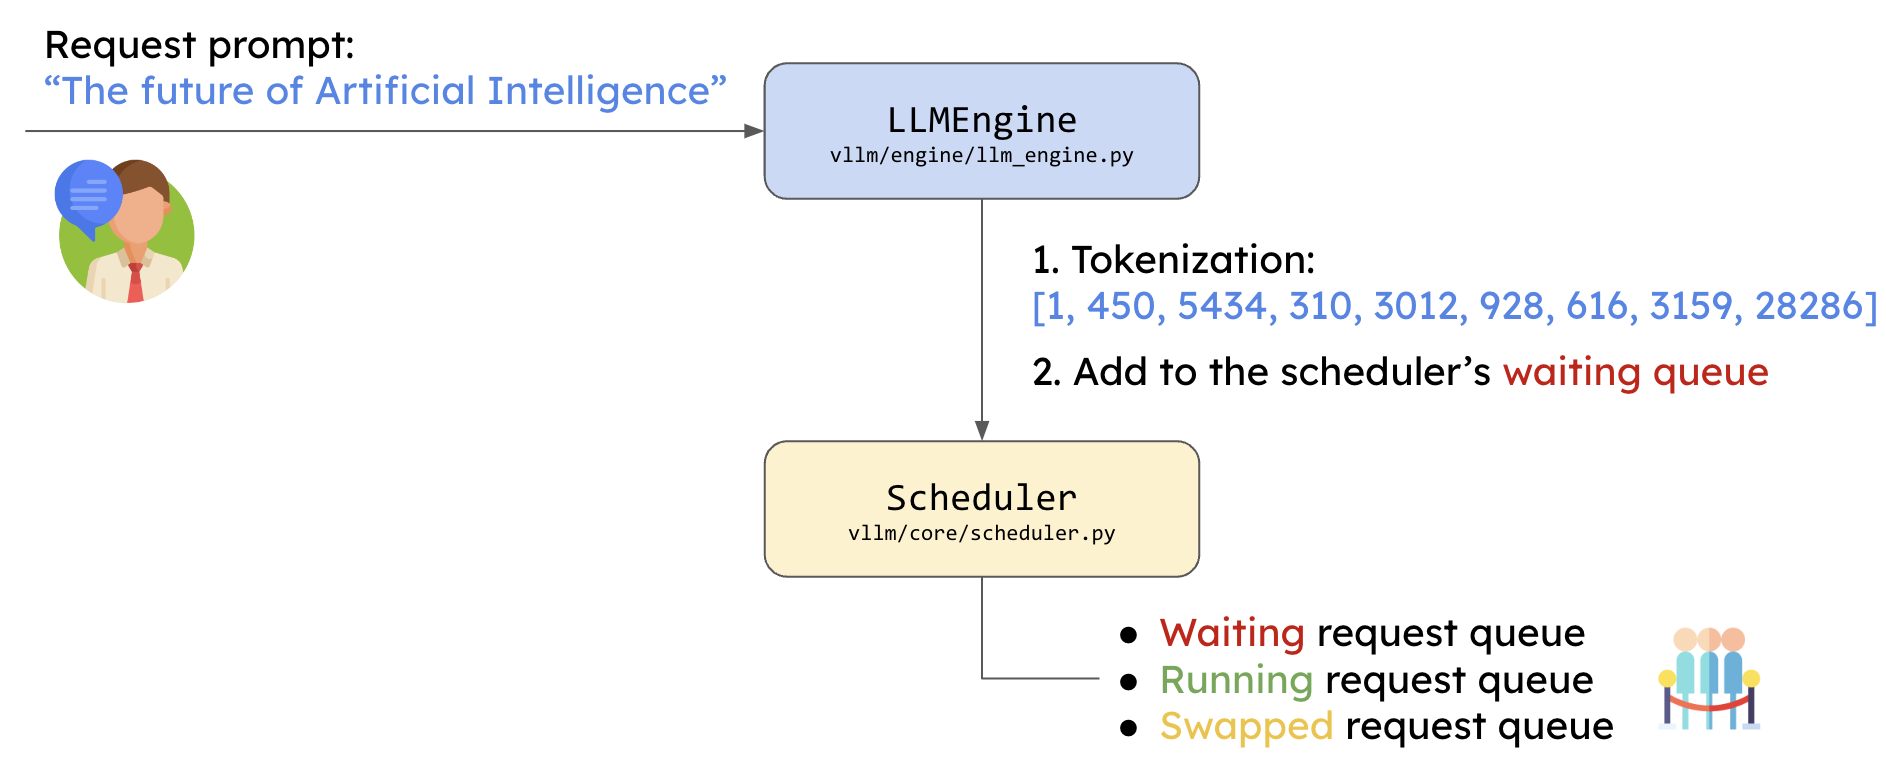 Request prompt:
“The future of Artificial Intelligence”
LLMEngine
vllm/engine/llm_engine.py
1. Tokenization:
[1, 450, 5434, 310, 3012, 928, 616, 3159, 28286]
2. Add to the scheduler’s waiting queue
Scheduler
vllm/core/scheduler.py
● Waiting request queue
● Running request queue
● Swapped request queue